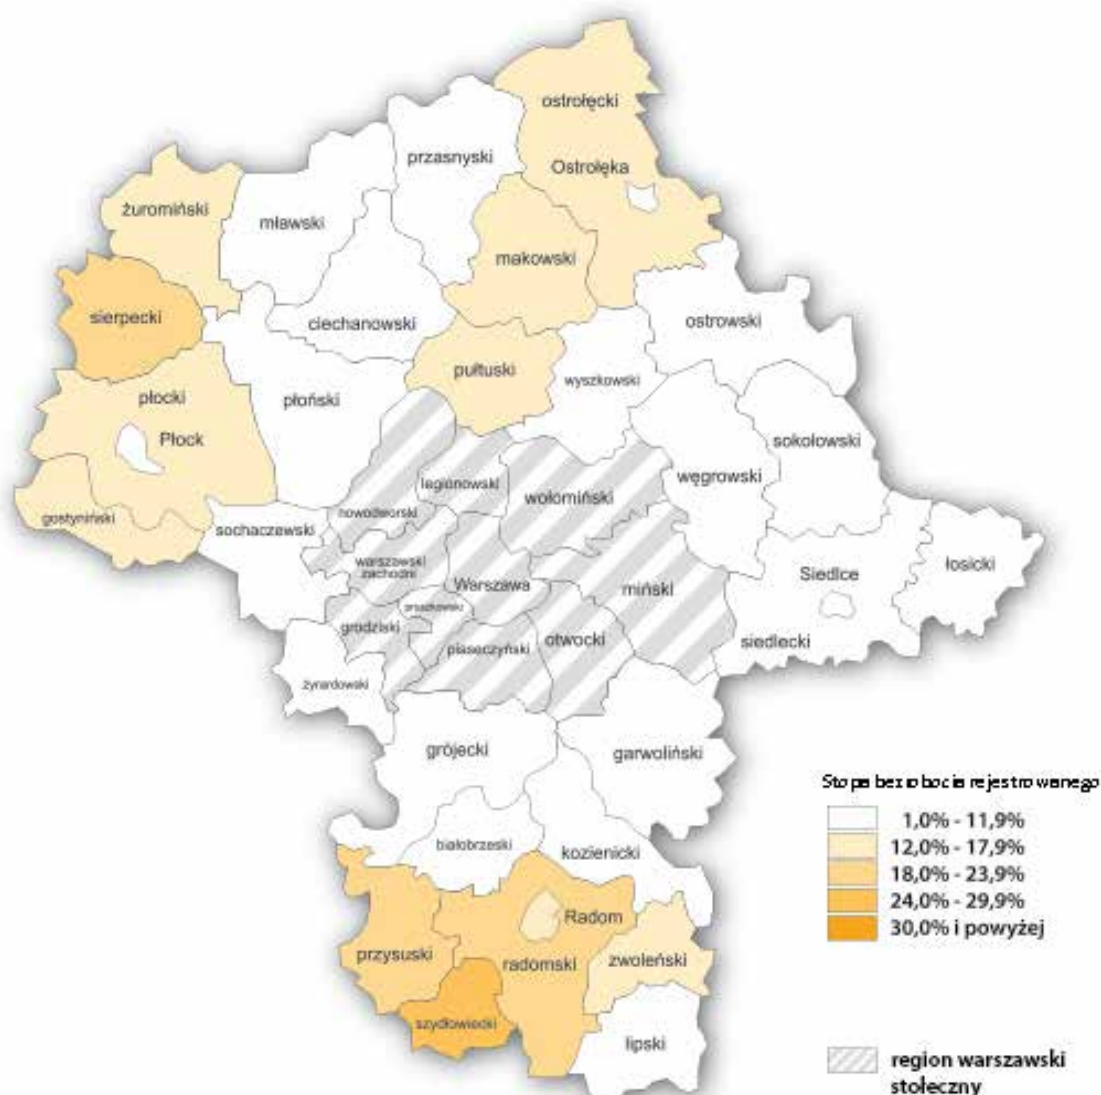 ostrołęcki
przasnyski
Ostrołęka
żuromiński
mławski
makowski
sierpecki
ciechanowski
ostrowski
pułtuski
wyszkowski
płocki
płoński
Płock
sokołowski
węgrowski
legionowski
wołomiński
nowodworski
gostyniński
sochaczewski
warszawski
zachodni
Warszawa
łosicki
Siedlce
miński
pruszkowski
grodziski
otwocki
piaseczyński
siedlecki
żyrardowski
grójecki
garwoliński
białobrzeski
kozienicki
Radom
przysuski
radomski
zwoleński
szydłowiecki
lipski
Stopa bezrobocia rejestrowanego
1,0% - 11,9%
12,0% - 17,9%
18,0% - 23,9%
24,0% - 29,9%
30,0% i powyżej
region warszawski
stołeczny